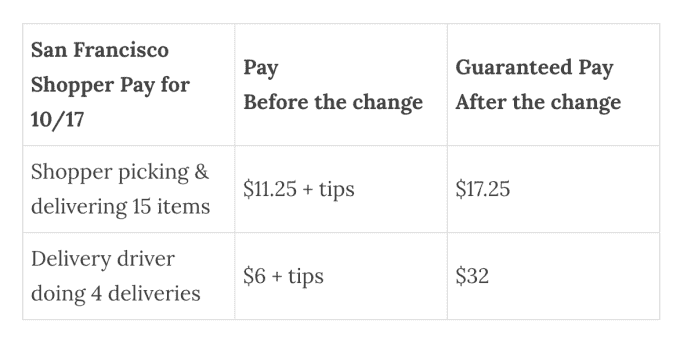 San Francisco
Shopper Pay for
10/17
Pay
Before the change
Guaranteed Pay
After the change
Shopper picking &
delivering 15 items
$11.25 + tips
$17.25
Delivery driver
doing 4 deliveries
$6 + tips
$32